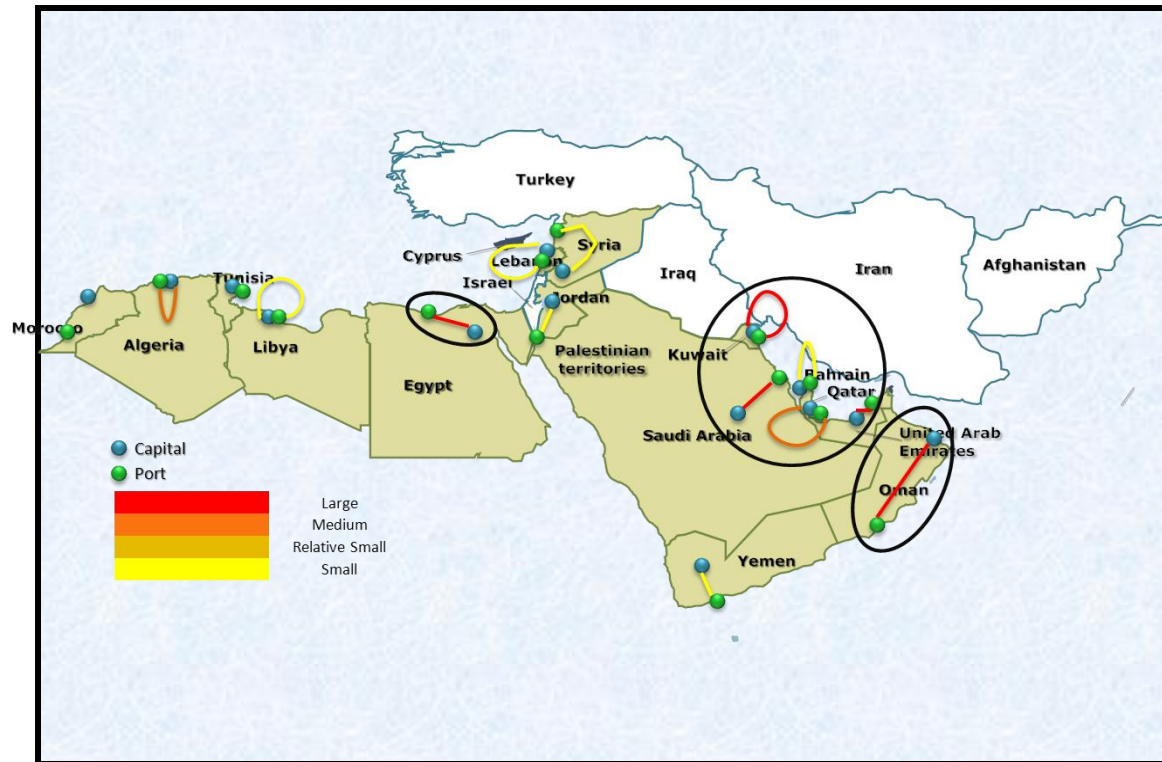 Turkey
Syria
Cyprus
Lebanon
Israel
Iraq
Iran
Afghanistan
Tunisia
Jordan
Morocco
Algeria
Libya
Palestinian
territories
Kuwait
Bahrain
Egypt
Qatar
Saudi Arabia
United Arab
Emirates
Capital
Port
Oman
Large
Medium
Relative Small
Small
Yemen